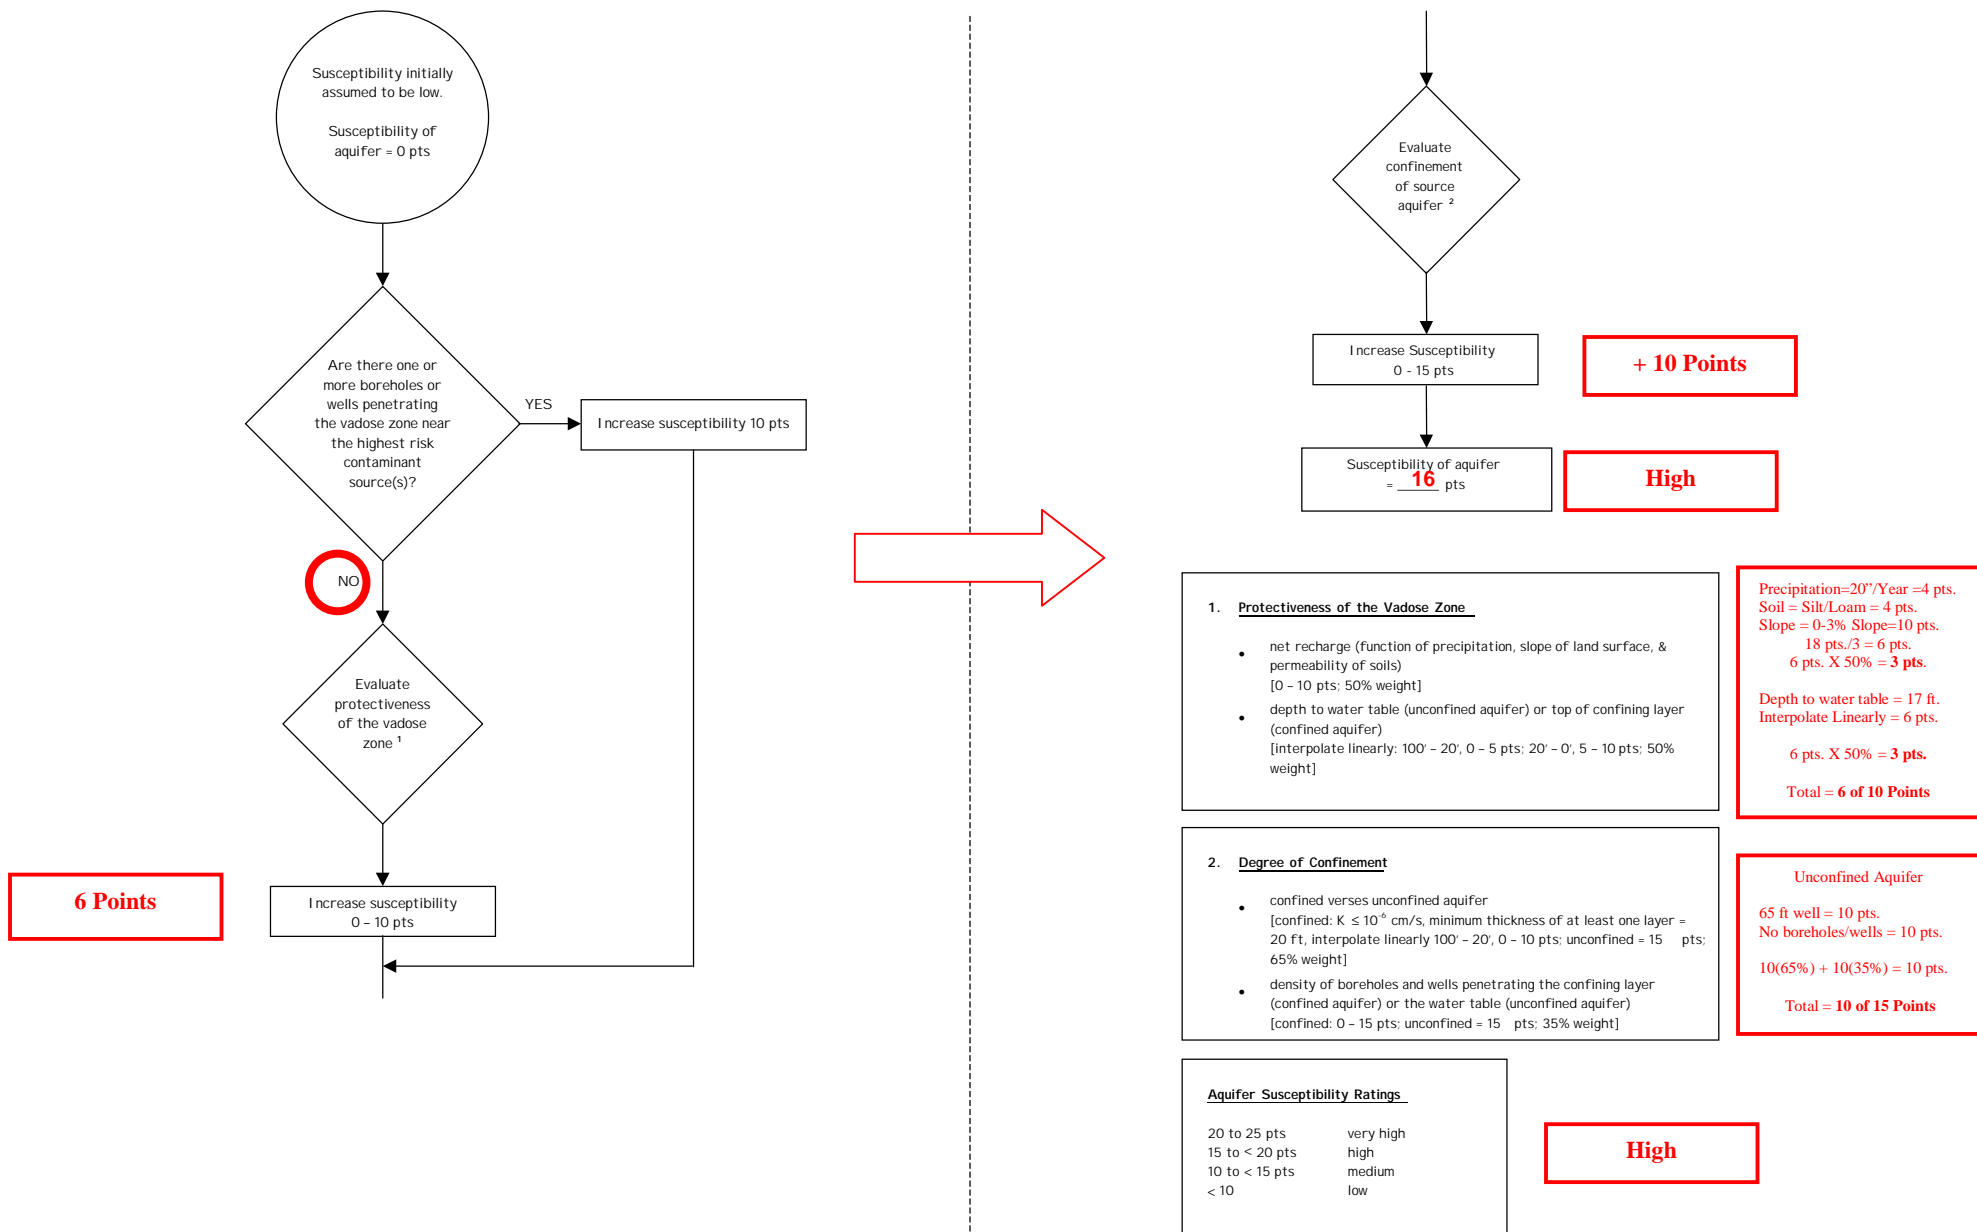 Susceptibility initially
assumed to be low.
Susceptibility of
aquifer = 0 pts
Are there one or
more boreholes or
wells penetrating
the vadose zone near
the highest risk
contaminant
source(s)?
YES
Increase susceptibility 10 pts
NO
Evaluate
protectiveness
of the vadose
zone ¹
6 Points
Increase susceptibility
0 – 10 pts
Evaluate
confinement
of source
aquifer ²
Increase Susceptibility
0 - 15 pts
+ 10 Points
Susceptibility of aquifer
= 16 pts
High
1. Protectiveness of the Vadose Zone
• net recharge (function of precipitation, slope of land surface, &
permeability of soils)
[0 – 10 pts; 50% weight]
• depth to water table (unconfined aquifer) or top of confining layer
(confined aquifer)
[interpolate linearly: 100' – 20', 0 – 5 pts; 20' – 0', 5 – 10 pts; 50%
weight]
Precipitation=20”/Year =4 pts.
Soil = Silt/Loam = 4 pts.
Slope = 0-3% Slope=10 pts.
18 pts./3 = 6 pts.
6 pts. X 50% = 3 pts.
Depth to water table = 17 ft.
Interpolate Linearly = 6 pts.
6 pts. X 50% = 3 pts.
Total = 6 of 10 Points
2. Degree of Confinement
• confined verses unconfined aquifer
[confined: K ≤ 10⁻⁶ cm/s, minimum thickness of at least one layer =
20 ft, interpolate linearly 100' – 20', 0 – 10 pts; unconfined = 15 pts;
65% weight]
• density of boreholes and wells penetrating the confining layer
(confined aquifer) or the water table (unconfined aquifer)
[confined: 0 – 15 pts; unconfined = 15 pts; 35% weight]
Unconfined Aquifer
65 ft well = 10 pts.
No boreholes/wells = 10 pts.
10(65%) + 10(35%) = 10 pts.
Total = 10 of 15 Points
Aquifer Susceptibility Ratings
20 to 25 pts very high
15 to < 20 pts high
10 to < 15 pts medium
< 10 low
High